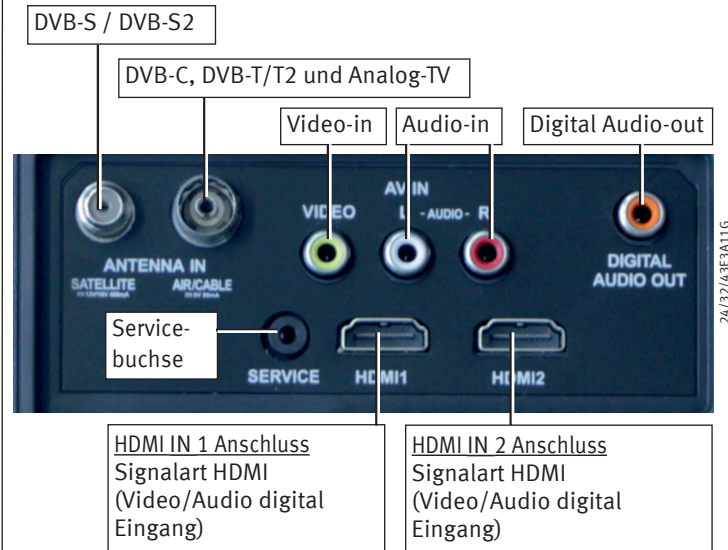 DVB-S / DVB-S2
DVB-C, DVB-T/T2 und Analog-TV
Video-in
Audio-in
Digital Audio-out
AV IN
VIDEO
L - AUDIO - R
ANTENNA IN
SATELLITE
AIR/CABLE
DIGITAL
AUDIO OUT
24/32/43E3A11G
Service-
buchse
SERVICE
HDMI1
HDMI2
HDMI IN 1 Anschluss
Signalart HDMI
(Video/Audio digital
Eingang)
HDMI IN 2 Anschluss
Signalart HDMI
(Video/Audio digital
Eingang)